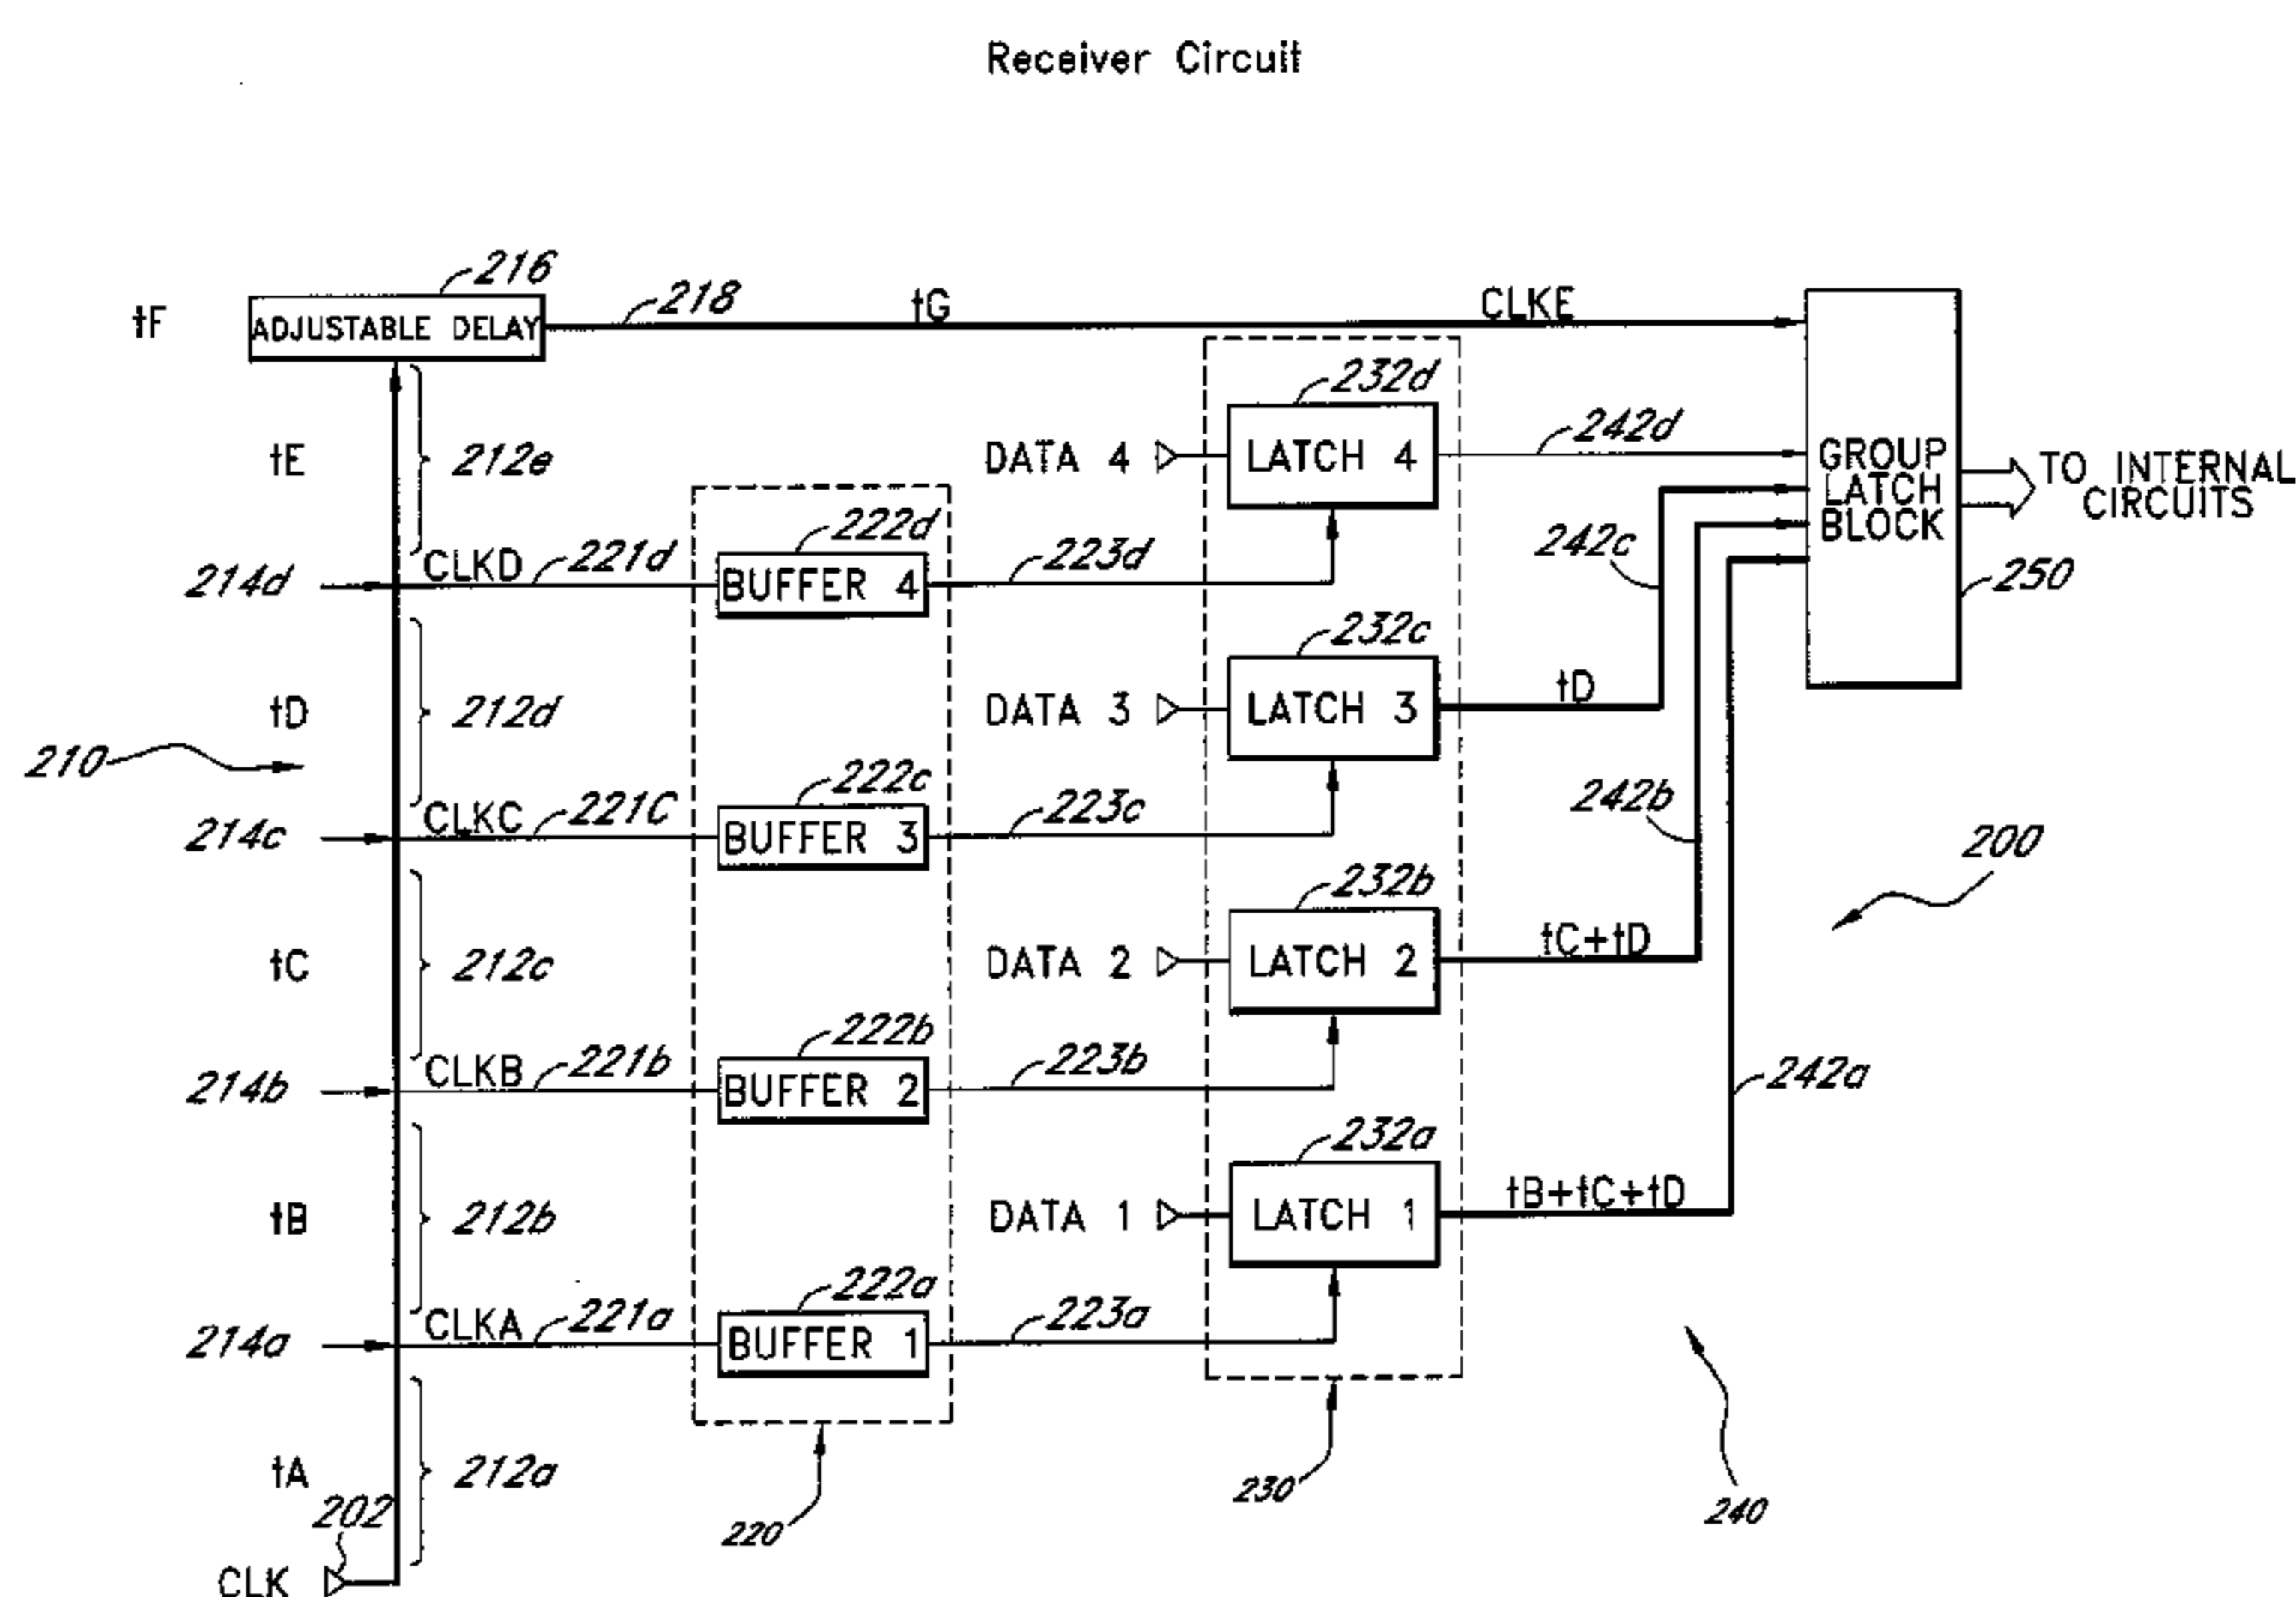 Receiver Circuit
216
218
tG
CLKE
tF
ADJUSTABLE DELAY
232d
DATA 4
LATCH 4
242d
tE
212e
GROUP
LATCH
BLOCK
TO INTERNAL
CIRCUITS
222d
214d
CLKD
221d
BUFFER 4
223d
242c
250
232c
tD
212d
DATA 3
LATCH 3
tD
210
222c
214c
CLKC
221C
BUFFER 3
223c
242b
200
232b
tC
212c
DATA 2
LATCH 2
tC+tD
222b
214b
CLKB
221b
BUFFER 2
223b
242a
232a
tB
212b
DATA 1
LATCH 1
tB+tC+tD
222a
214a
CLKA
221a
BUFFER 1
223a
tA
212a
230
240
202
220
CLK